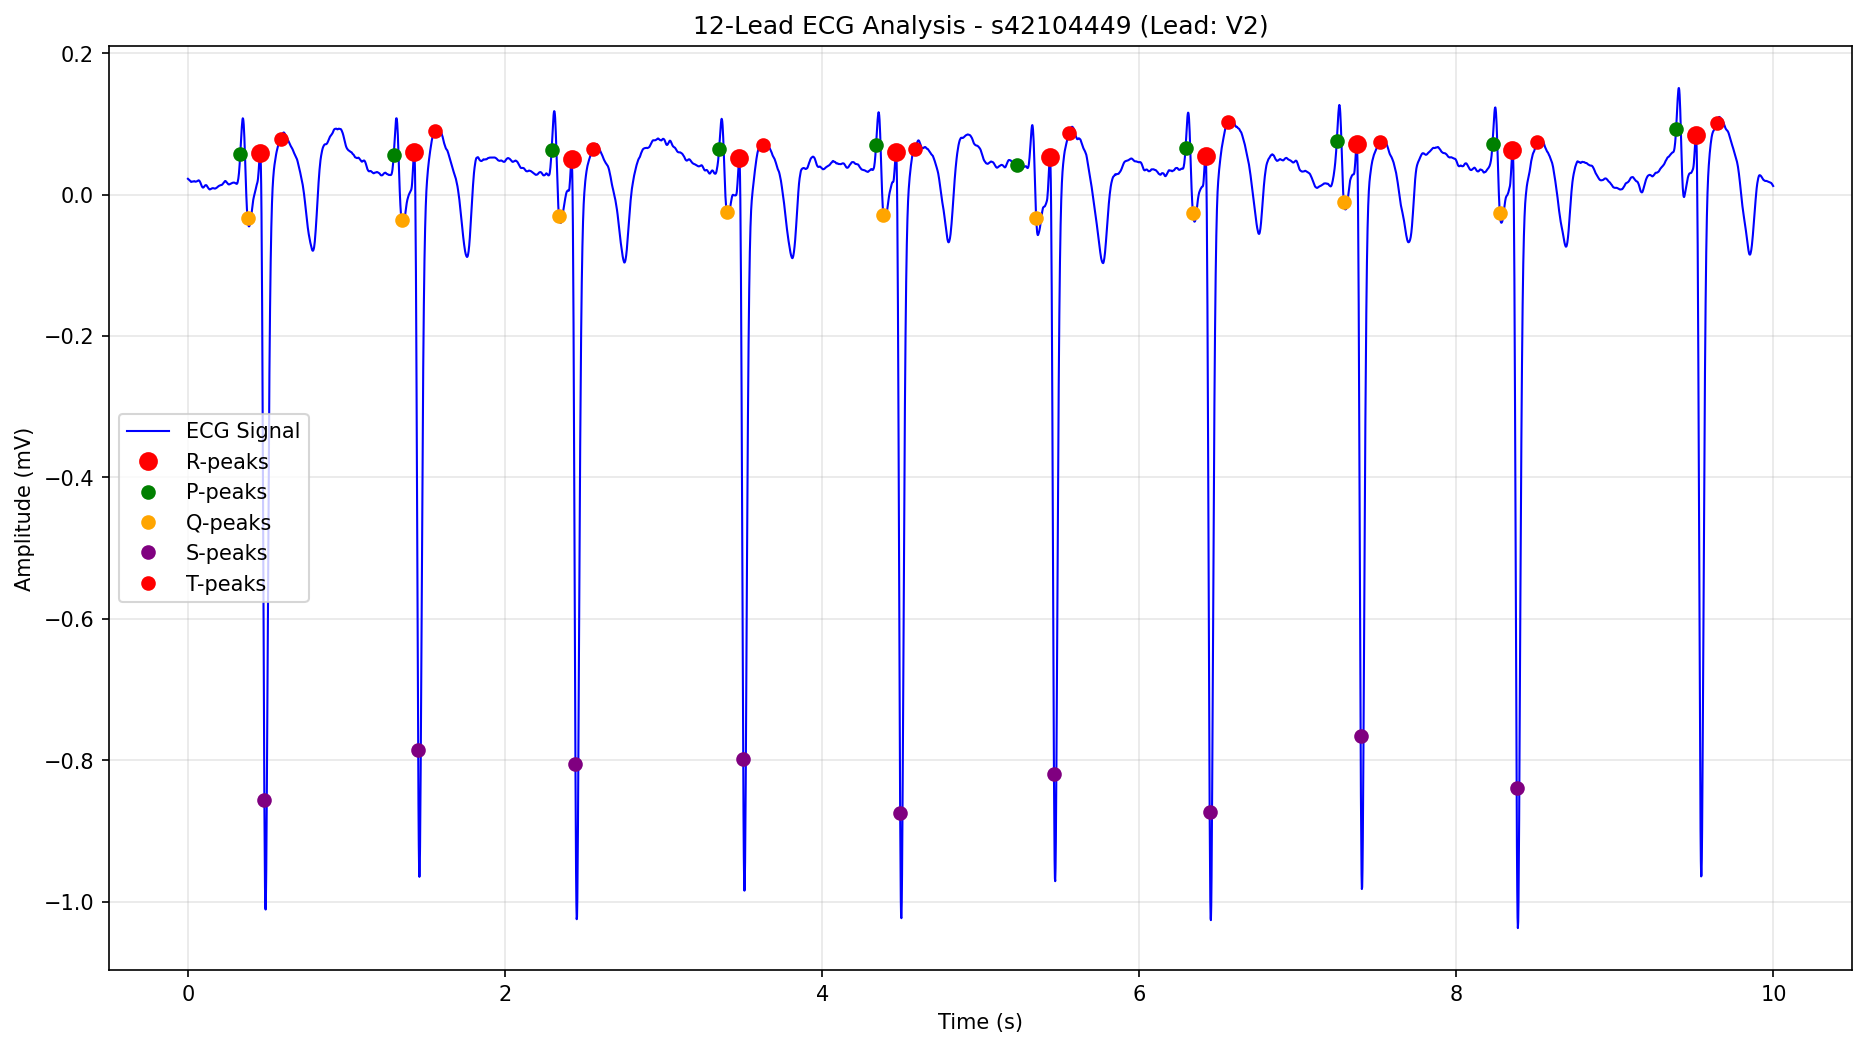 12-Lead ECG Analysis - s42104449 (Lead: V2)
0.2
0.0
−0.2
−0.4
−0.6
−0.8
−1.0
Amplitude (mV)
ECG Signal
R-peaks
P-peaks
Q-peaks
S-peaks
T-peaks
0 2 4 6 8 10
Time (s)